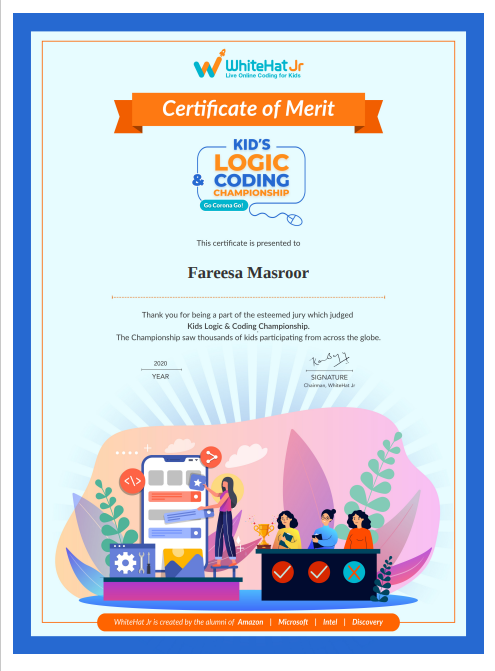 WhiteHat Jr
Live Online Coding for Kids
Certificate of Merit
KID'S
LOGIC
& CODING
CHAMPIONSHIP
Go Corona Go!
This certificate is presented to
Fareesa Masroor
Thank you for being a part of the esteemed jury which judged
Kids Logic & Coding Championship.
The Championship saw thousands of kids participating from across the globe.
2020
YEAR
SIGNATURE
Chairman, WhiteHat Jr
</>
WhiteHat Jr is created by the alumni of Amazon | Microsoft | Intel | Discovery